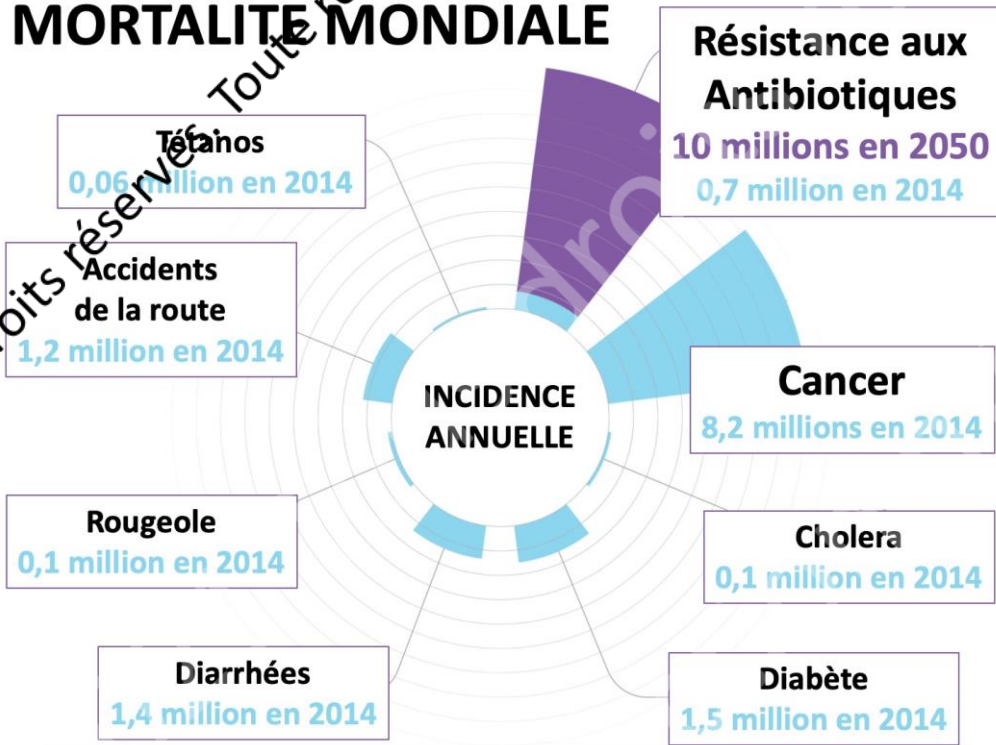 MORTALITE MONDIALE
Résistance aux
Antibiotiques
10 millions en 2050
0,7 million en 2014
Tétanos
0,06 million en 2014
Accidents
de la route
1,2 million en 2014
INCIDENCE
ANNUELLE
Cancer
8,2 millions en 2014
Rougeole
0,1 million en 2014
Cholera
0,1 million en 2014
Diarrhées
1,4 million en 2014
Diabète
1,5 million en 2014
réservés. Toute